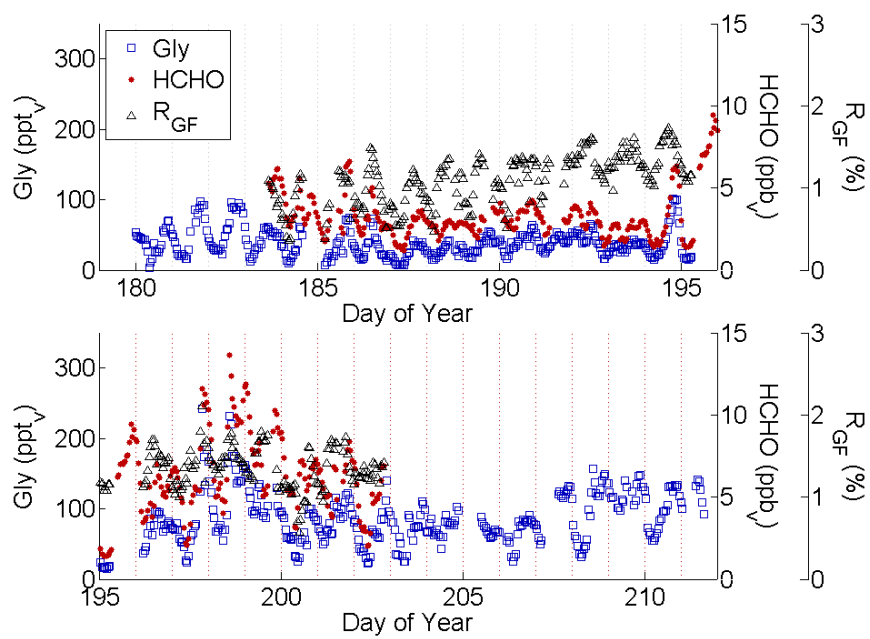 Gly
HCHO
R_GF
Gly (ppt_v)
300
200
100
0
180
185
190
195
Day of Year
15
10
5
0
HCHO (ppb_v)
3
2
1
0
R_GF (%)
Gly (ppt_v)
300
200
100
0
195
200
205
210
Day of Year
15
10
5
0
HCHO (ppb_v)
3
2
1
0
R_GF (%)